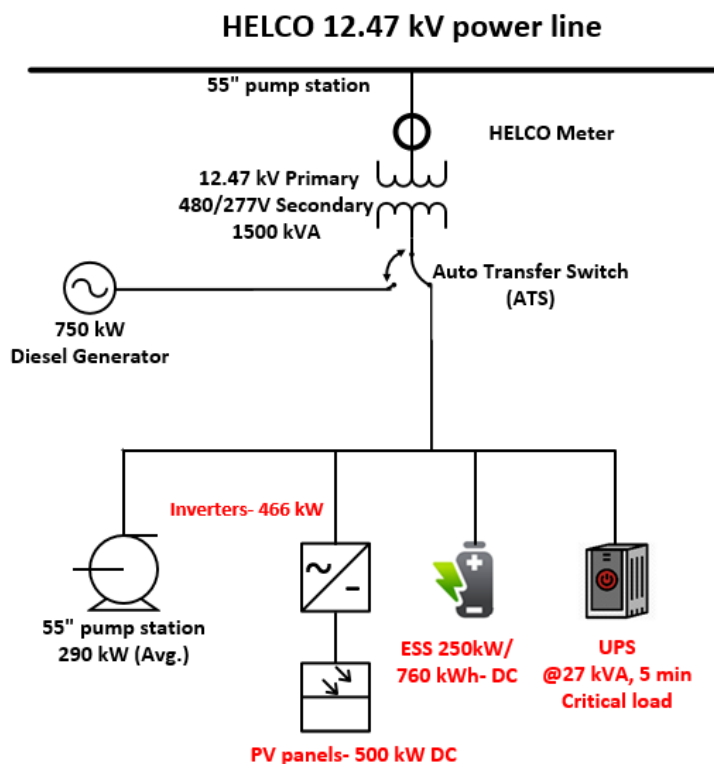 HELCO 12.47 kV power line
55" pump station
HELCO Meter
12.47 kV Primary
480/277V Secondary
1500 kVA
Auto Transfer Switch
(ATS)
750 kW
Diesel Generator
Inverters- 466 kW
55" pump station
290 kW (Avg.)
ESS 250kW/
760 kWh- DC
UPS
@27 kVA, 5 min
Critical load
PV panels- 500 kW DC